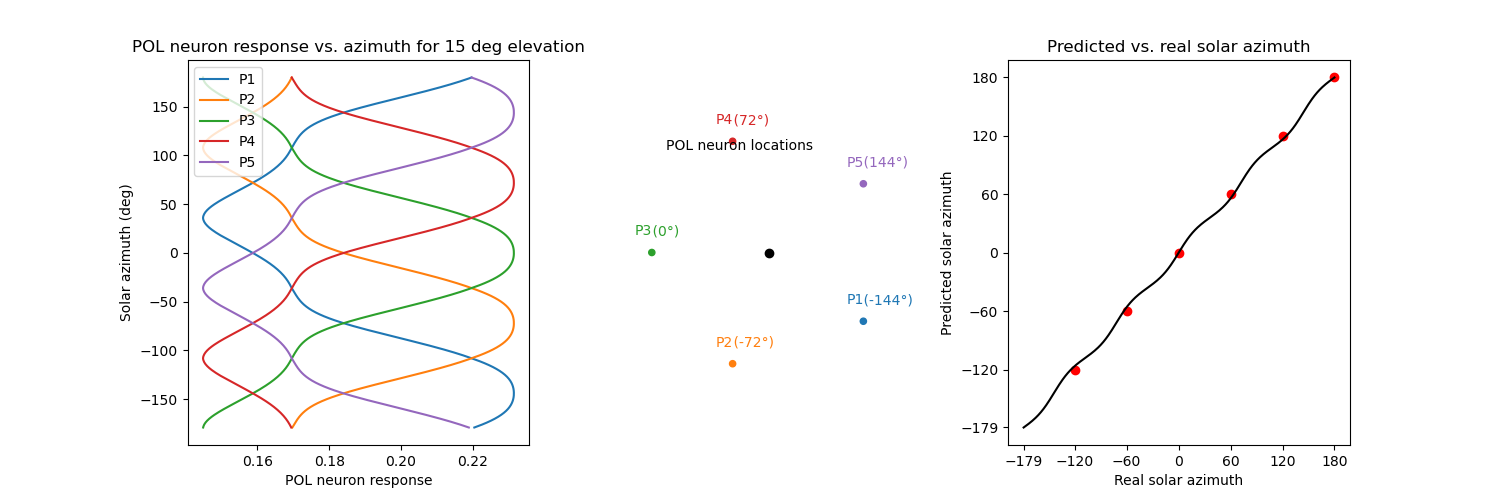 POL neuron response vs. azimuth for 15 deg elevation
P1
P2
P3
P4
P5
150
100
50
0
−50
−100
−150
Solar azimuth (deg)
0.16 0.18 0.20 0.22
POL neuron response
P4(72°)
POL neuron locations
P5(144°)
P3(0°)
P1(-144°)
P2(-72°)
Predicted vs. real solar azimuth
180
120
60
0
−60
−120
−179
Predicted solar azimuth
−179 −120 −60 0 60 120 180
Real solar azimuth